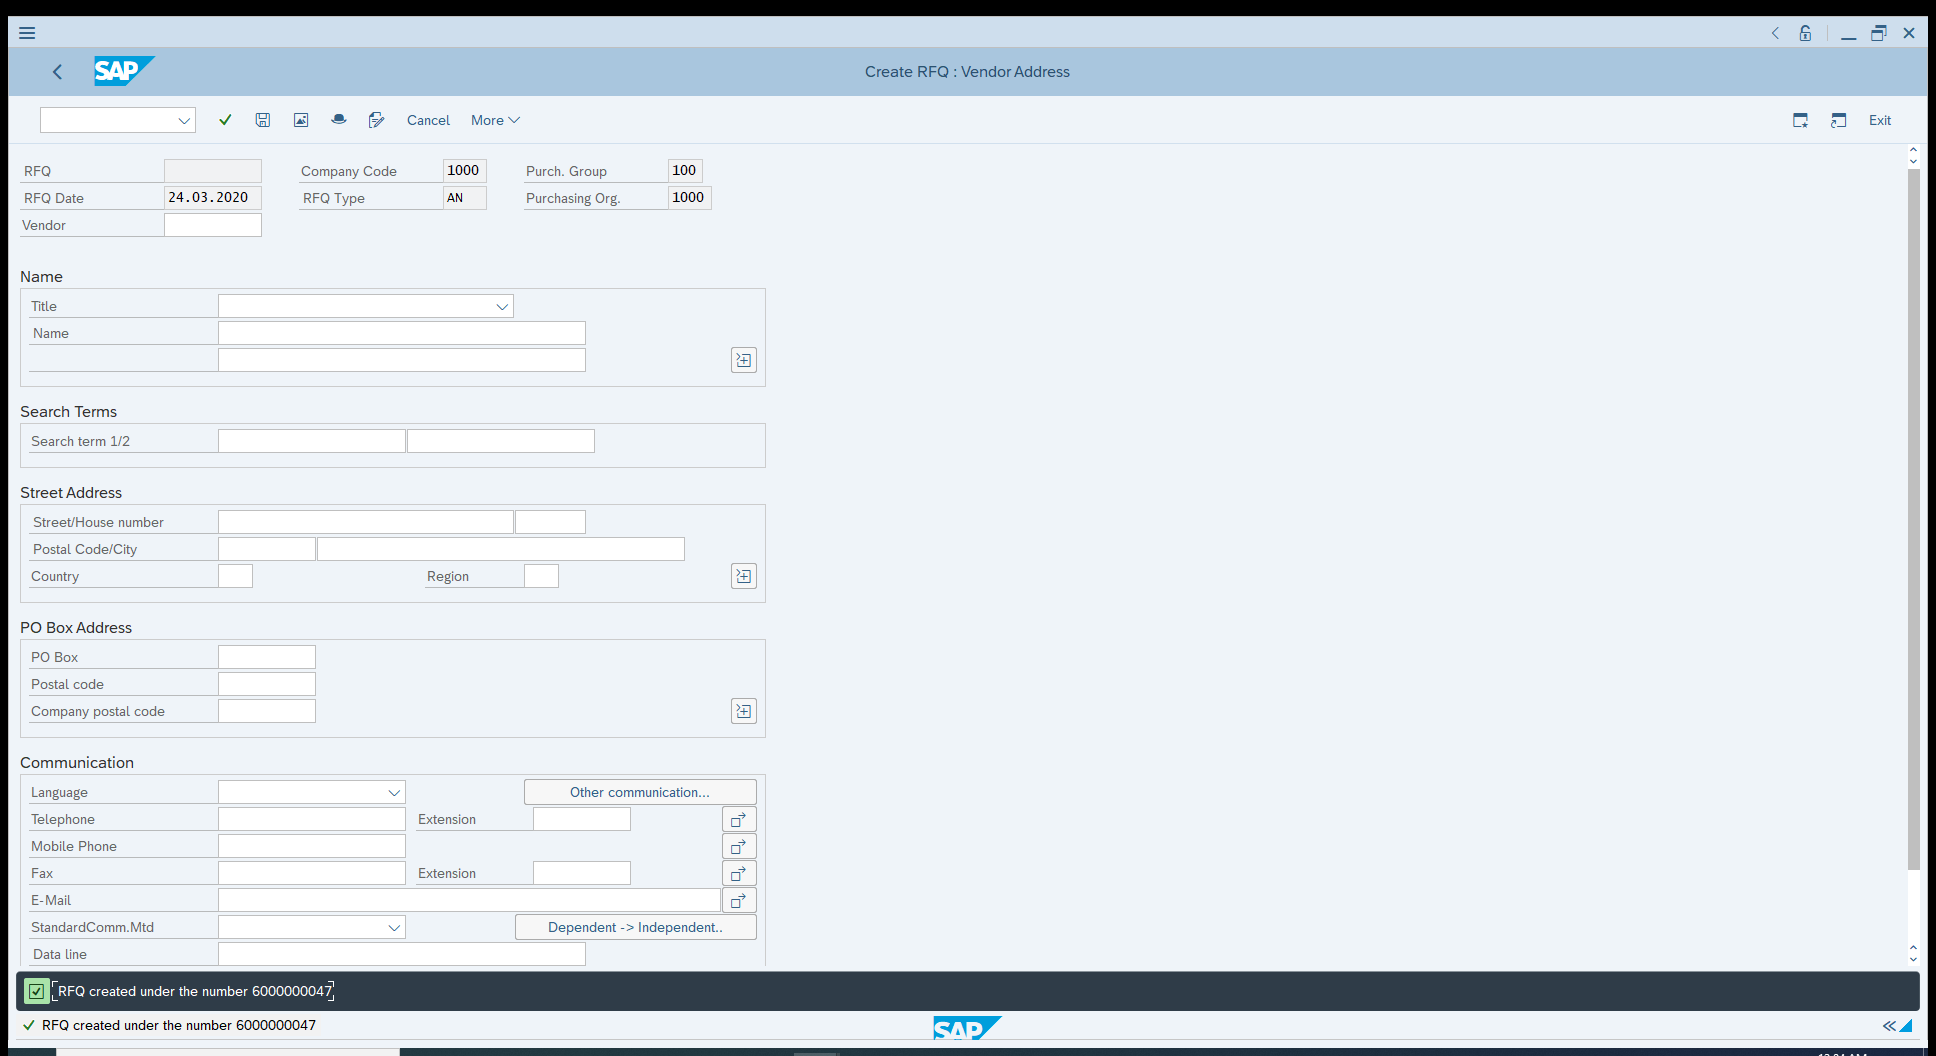 SAP
Create RFQ : Vendor Address
Cancel More Exit
RFQ Company Code 1000 Purch. Group 100
RFQ Date 24.03.2020 RFQ Type AN Purchasing Org. 1000
Vendor
Name
Title
Name
Search Terms
Search term 1/2
Street Address
Street/House number
Postal Code/City
Country Region
PO Box Address
PO Box
Postal code
Company postal code
Communication
Language Other communication...
Telephone Extension
Mobile Phone
Fax Extension
E-Mail
StandardComm.Mtd Dependent -> Independent..
Data line
RFQ created under the number 6000000047
RFQ created under the number 6000000047
SAP